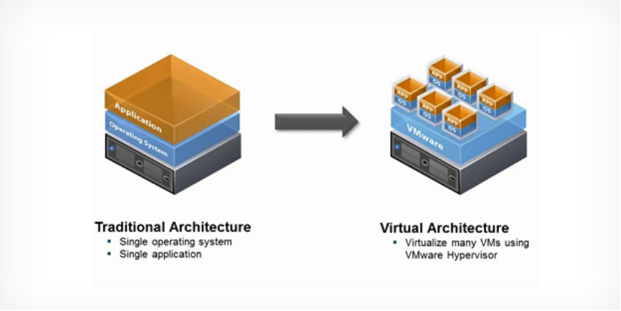 Application
Operating System
APP
OS
APP
OS
APP
OS
APP
OS
APP
OS
APP
OS
VMware
Traditional Architecture
▪ Single operating system
▪ Single application
Virtual Architecture
▪ Virtualize many VMs using
VMware Hypervisor